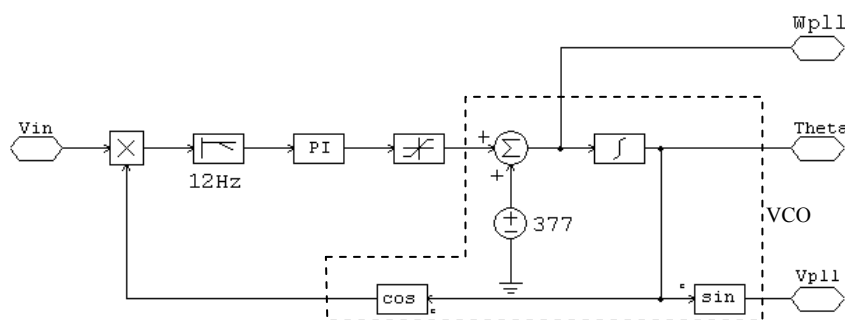 Wpll
Vin
×
PI
Σ
∫
Theta
12Hz
377
VCO
cos
sin
Vpll